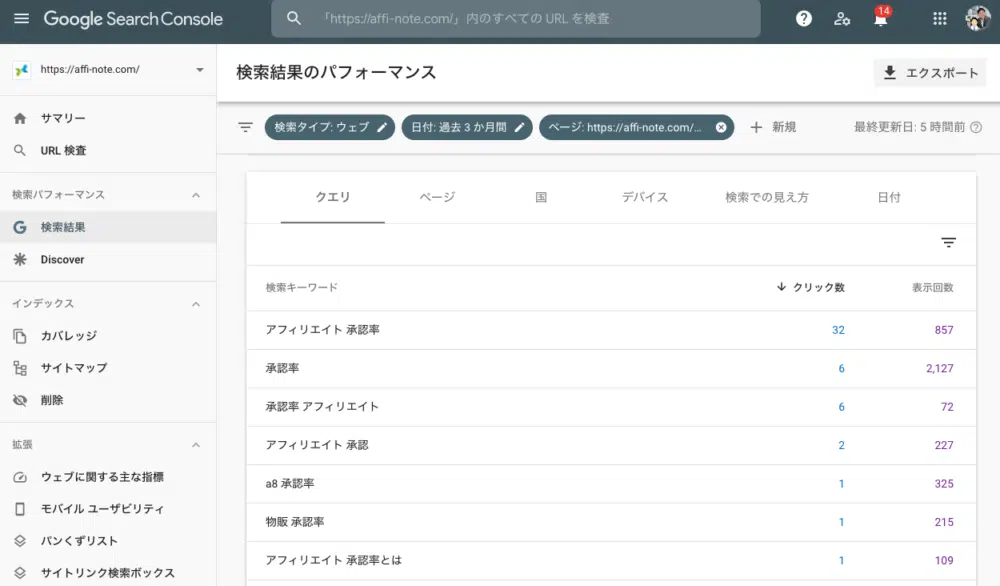 Google Search Console
「https://affi-note.com/」内のすべての URL を検査
14
https://affi-note.com/
検索結果のパフォーマンス
エクスポート
サマリー
URL 検査
検索タイプ: ウェブ
日付: 過去 3 か月間
ページ: https://affi-note.com/...
新規
最終更新日: 5 時間前
検索パフォーマンス
検索結果
Discover
インデックス
カバレッジ
サイトマップ
削除
拡張
ウェブに関する主な指標
モバイル ユーザビリティ
パンくずリスト
サイトリンク検索ボックス
クエリ ページ 国 デバイス 検索での見え方 日付
検索キーワード クリック数 表示回数
アフィリエイト 承認率 32 857
承認率 6 2,127
承認率 アフィリエイト 6 72
アフィリエイト 承認 2 227
a8 承認率 1 325
物販 承認率 1 215
アフィリエイト 承認率とは 1 109